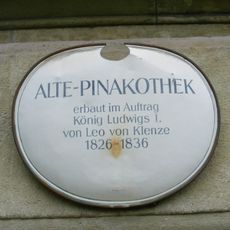 ALTE-PINAKOTHEK
erbaut im Auftrag
König Ludwigs I.
von Leo von Klenze
1826-1836